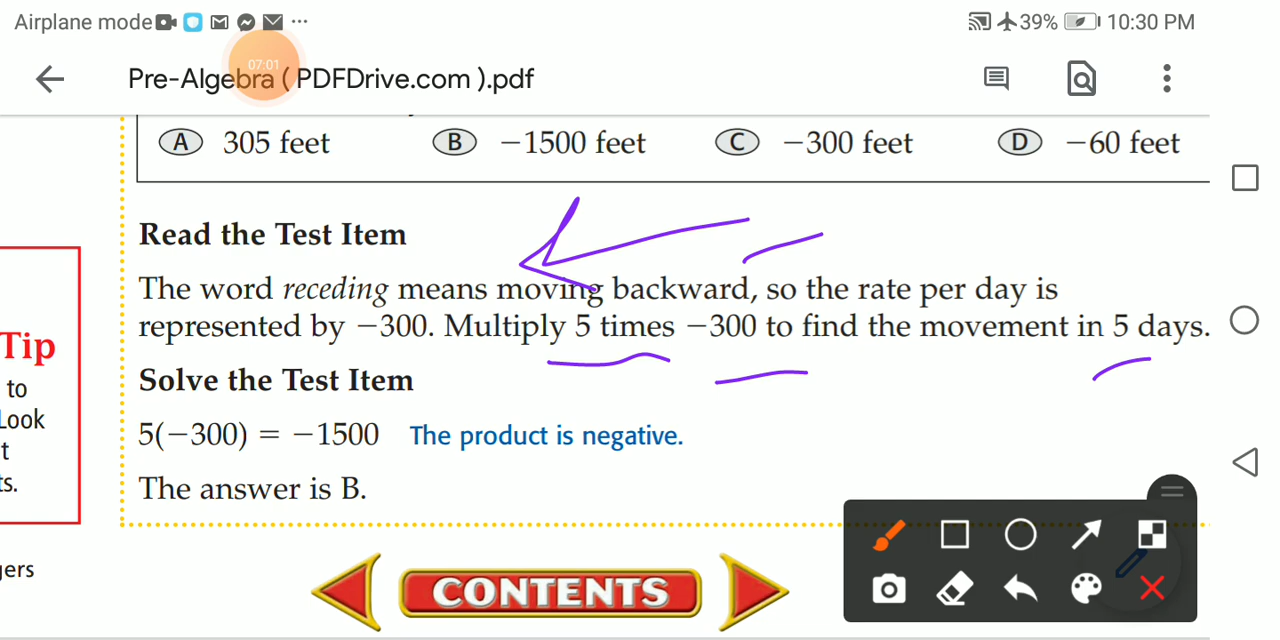 Airplane mode ... 39% 10:30 PM
07:01
Pre-Algebra ( PDFDrive.com ).pdf
A 305 feet B −1500 feet C −300 feet D −60 feet
Read the Test Item
The word receding means moving backward, so the rate per day is
represented by −300. Multiply 5 times −300 to find the movement in 5 days.
Tip
to
Look
t
ts.
Solve the Test Item
5(−300) = −1500 The product is negative.
The answer is B.
gers
CONTENTS